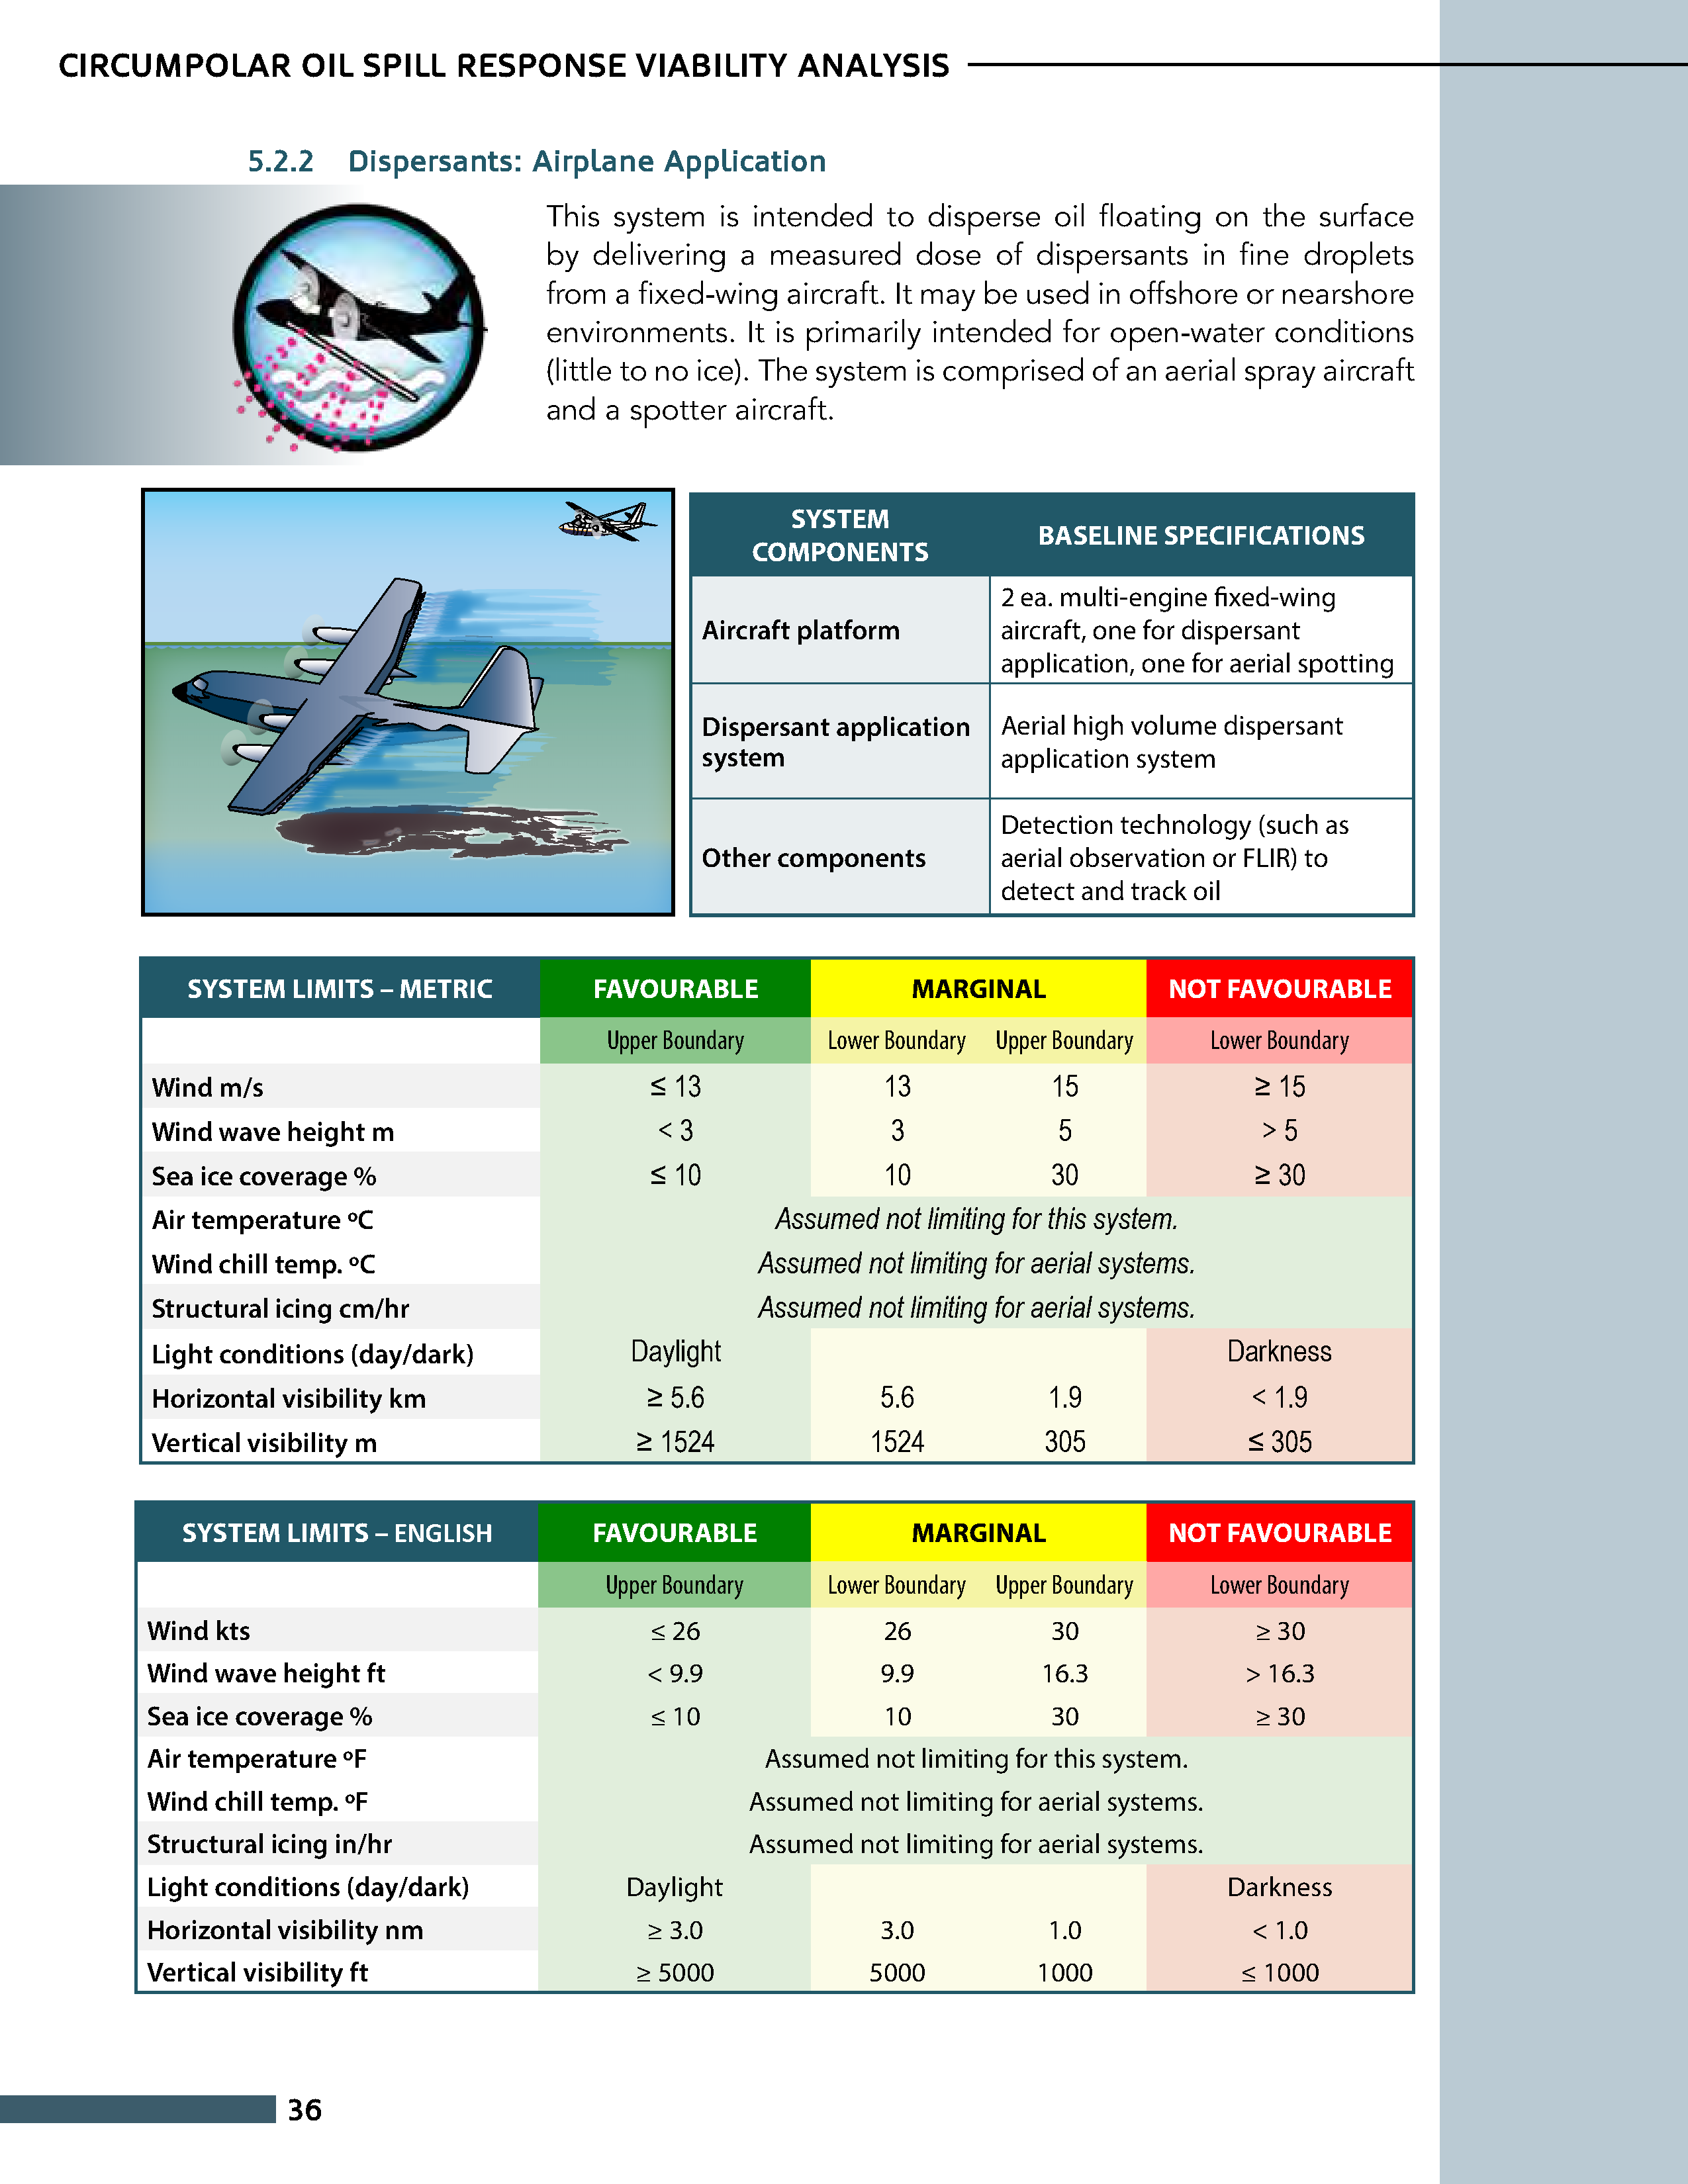 CIRCUMPOLAR OIL SPILL RESPONSE VIABILITY ANALYSIS
5.2.2 Dispersants: Airplane Application
This system is intended to disperse oil floating on the surface
by delivering a measured dose of dispersants in fine droplets
from a fixed-wing aircraft. It may be used in offshore or nearshore
environments. It is primarily intended for open-water conditions
(little to no ice). The system is comprised of an aerial spray aircraft
and a spotter aircraft.
SYSTEM
COMPONENTS
BASELINE SPECIFICATIONS
Aircraft platform
2 ea. multi-engine fixed-wing
aircraft, one for dispersant
application, one for aerial spotting
Dispersant application
system
Aerial high volume dispersant
application system
Other components
Detection technology (such as
aerial observation or FLIR) to
detect and track oil
SYSTEM LIMITS – METRIC FAVOURABLE MARGINAL NOT FAVOURABLE
Upper Boundary Lower Boundary Upper Boundary Lower Boundary
Wind m/s ≤ 13 13 15 ≥ 15
Wind wave height m < 3 3 5 > 5
Sea ice coverage % ≤ 10 10 30 ≥ 30
Air temperature ºC Assumed not limiting for this system.
Wind chill temp. ºC Assumed not limiting for aerial systems.
Structural icing cm/hr Assumed not limiting for aerial systems.
Light conditions (day/dark) Daylight Darkness
Horizontal visibility km ≥ 5.6 5.6 1.9 < 1.9
Vertical visibility m ≥ 1524 1524 305 ≤ 305
SYSTEM LIMITS – ENGLISH FAVOURABLE MARGINAL NOT FAVOURABLE
Upper Boundary Lower Boundary Upper Boundary Lower Boundary
Wind kts ≤ 26 26 30 ≥ 30
Wind wave height ft < 9.9 9.9 16.3 > 16.3
Sea ice coverage % ≤ 10 10 30 ≥ 30
Air temperature ºF Assumed not limiting for this system.
Wind chill temp. ºF Assumed not limiting for aerial systems.
Structural icing in/hr Assumed not limiting for aerial systems.
Light conditions (day/dark) Daylight Darkness
Horizontal visibility nm ≥ 3.0 3.0 1.0 < 1.0
Vertical visibility ft ≥ 5000 5000 1000 ≤ 1000
36